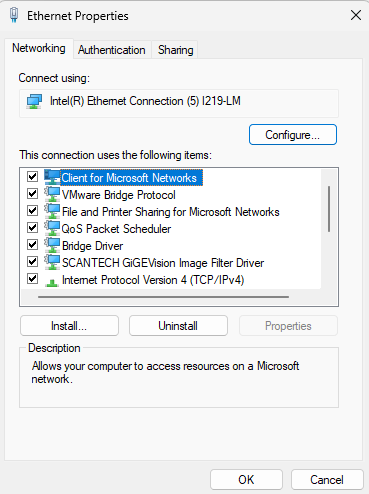 Ethernet Properties
Networking Authentication Sharing
Connect using:
Intel(R) Ethernet Connection (5) I219-LM
Configure...
This connection uses the following items:
Client for Microsoft Networks
VMware Bridge Protocol
File and Printer Sharing for Microsoft Networks
QoS Packet Scheduler
Bridge Driver
SCANTECH GiGEVision Image Filter Driver
Internet Protocol Version 4 (TCP/IPv4)
Install... Uninstall Properties
Description
Allows your computer to access resources on a Microsoft
network.
OK Cancel